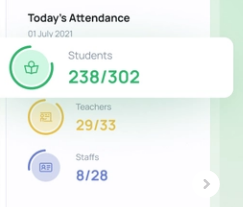 Today's Attendance
01 July 2021
Students
238/302
Teachers
29/33
Staffs
8/28